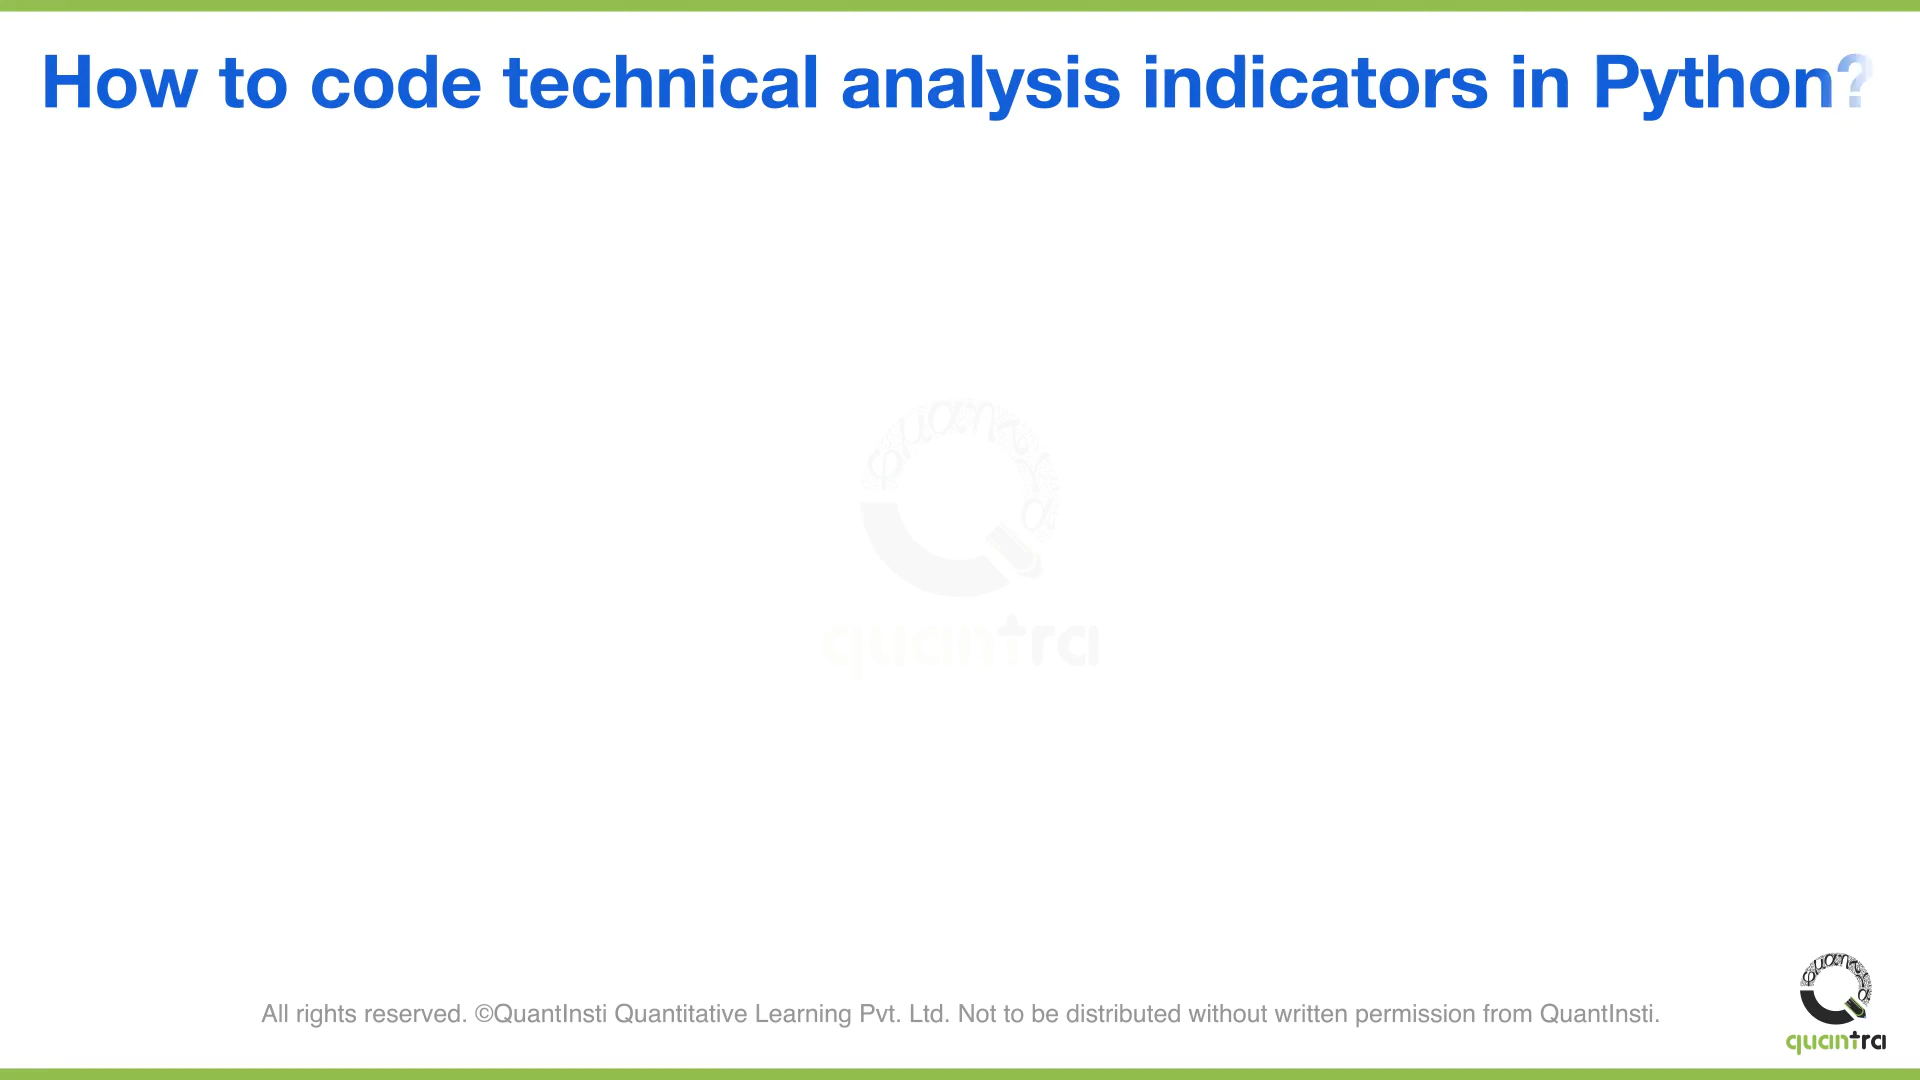 How to code technical analysis indicators in Python?
quantra
All rights reserved. ©QuantInsti Quantitative Learning Pvt. Ltd. Not to be distributed without written permission from QuantInsti.
quantra